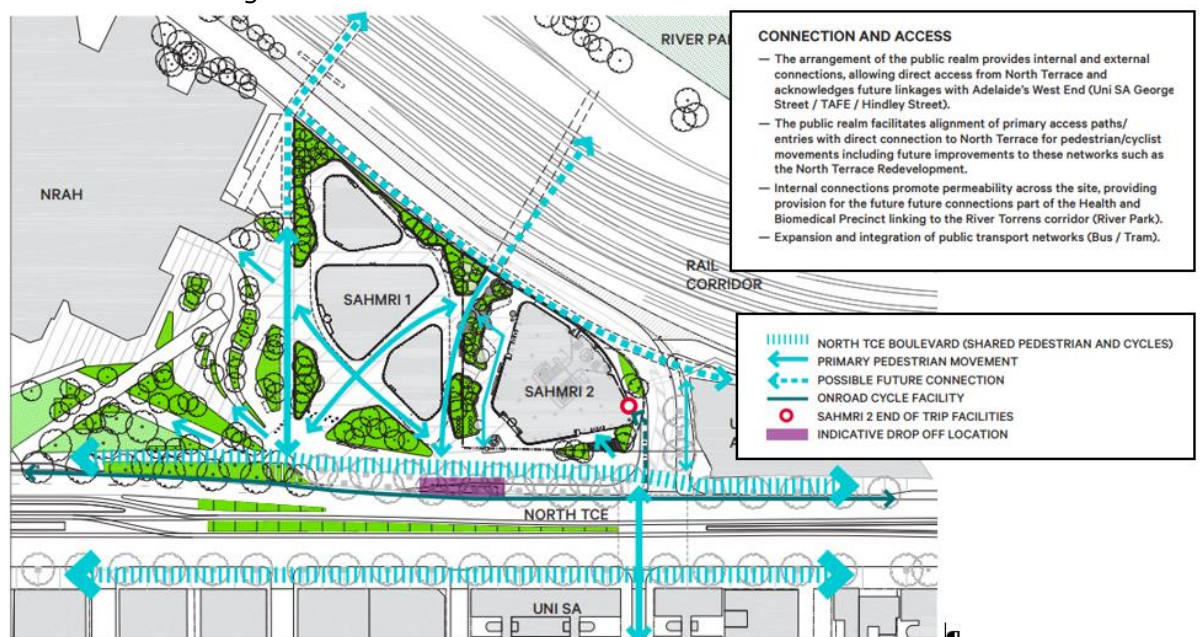 RIVER PA
CONNECTION AND ACCESS
— The arrangement of the public realm provides internal and external
connections, allowing direct access from North Terrace and
acknowledges future linkages with Adelaide's West End (Uni SA George
Street / TAFE / Hindley Street).
— The public realm facilitates alignment of primary access paths/
entries with direct connection to North Terrace for pedestrian/cyclist
movements including future improvements to these networks such as
the North Terrace Redevelopment.
— Internal connections promote permeability across the site, providing
provision for the future future connections part of the Health and
Biomedical Precinct linking to the River Torrens corridor (River Park).
— Expansion and integration of public transport networks (Bus / Tram).
NRAH
RAIL
CORRIDOR
SAHMRI 1
SAHMRI 2
NORTH TCE BOULEVARD (SHARED PEDESTRIAN AND CYCLES)
PRIMARY PEDESTRIAN MOVEMENT
POSSIBLE FUTURE CONNECTION
ONROAD CYCLE FACILITY
SAHMRI 2 END OF TRIP FACILITIES
INDICATIVE DROP OFF LOCATION
NORTH TCE
UNI SA